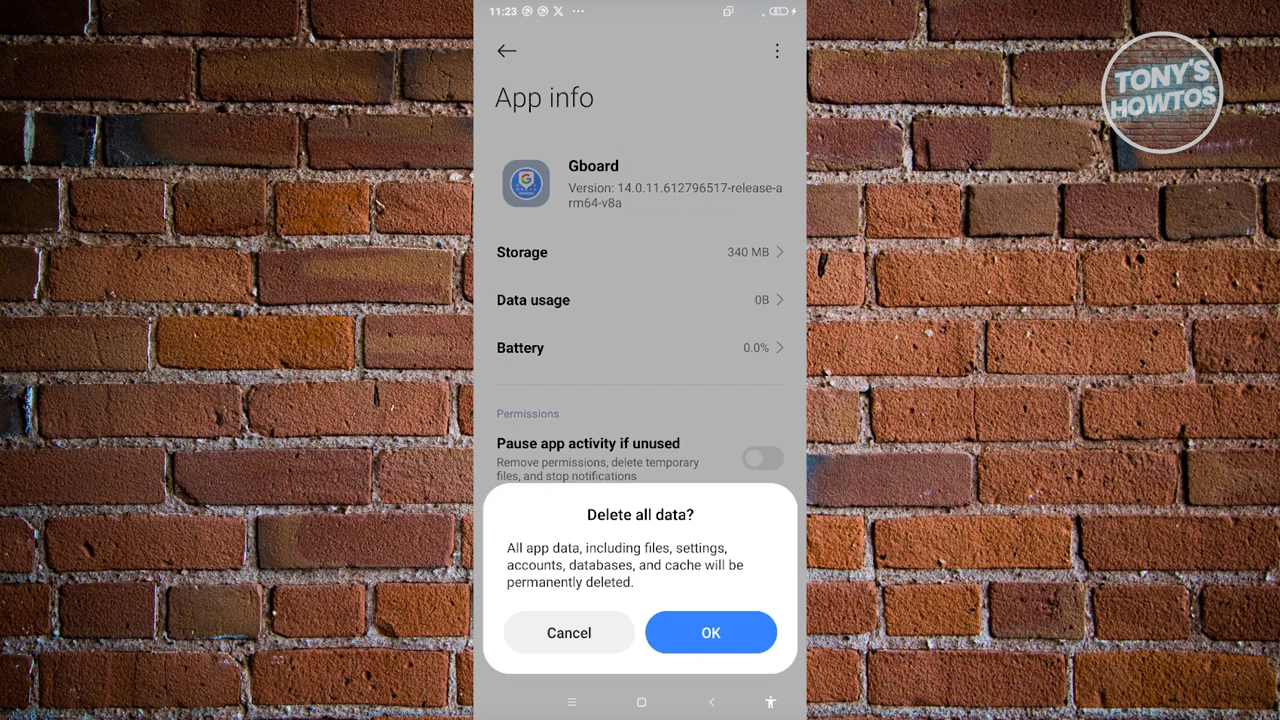 11:23
61
TONY'S
HOWTOS
App info
Gboard
Version: 14.0.11.612796517-release-a
rm64-v8a
Storage 340 MB
Data usage 0B
Battery 0.0%
Permissions
Pause app activity if unused
Remove permissions, delete temporary
files, and stop notifications
Delete all data?
All app data, including files, settings,
accounts, databases, and cache will be
permanently deleted.
Cancel OK